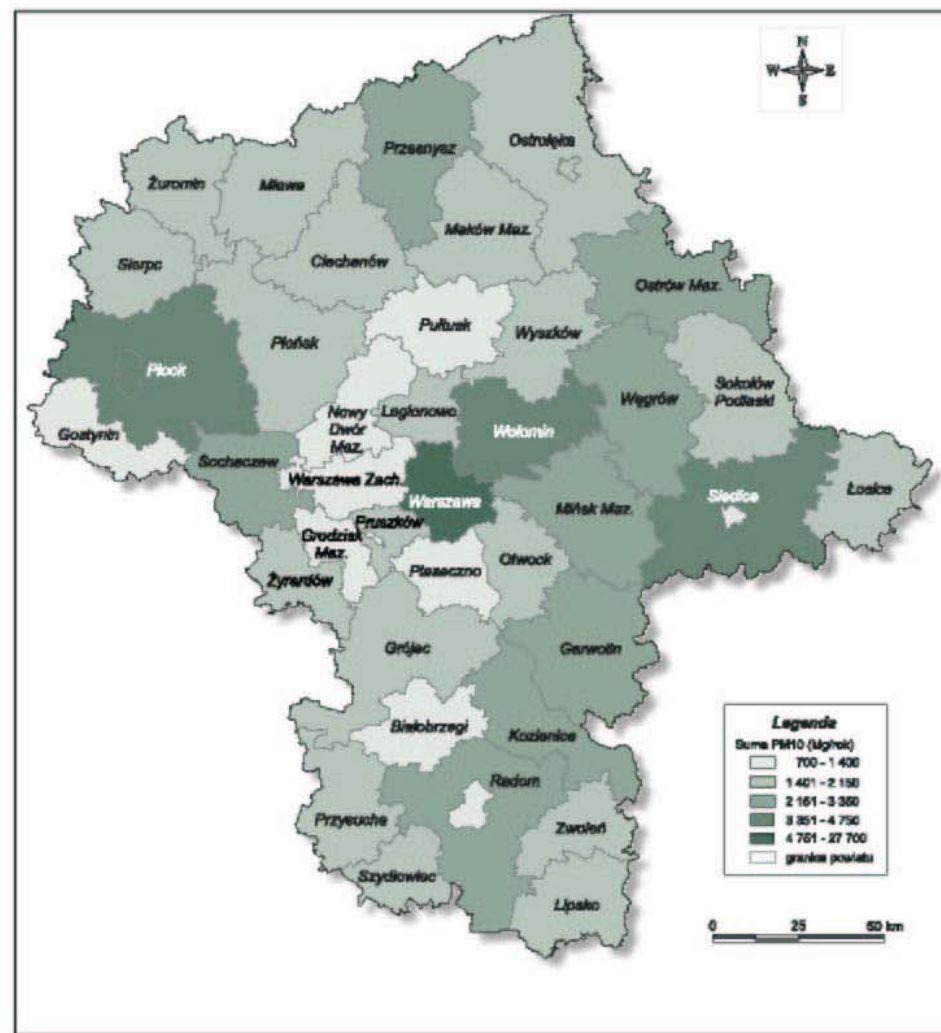 N
W E
S
Przasnysz
Ostrołęka
Żuromin
Mława
Maków Maz.
Ciechanów
Sierpc
Ostrów Maz.
Pułtusk
Wyszków
Płońsk
Płock
Sokołów
Podlaski
Węgrów
Nowy
Dwór
Maz.
Legionowo
Wołomin
Gostynin
Sochaczew
Warszawa Zach.
Warszawa
Mińsk Maz.
Siedlce
Łosice
Pruszków
Grodzisk
Maz.
Otwock
Piaseczno
Żyrardów
Grójec
Garwolin
Białobrzegi
Kozienice
Radom
Przysucha
Zwoleń
Szydłowiec
Lipsko
Legenda
Suma PM10 (Mg/rok)
700 - 1 400
1 401 - 2 150
2 151 - 3 350
3 351 - 4 750
4 751 - 27 700
granica powiatu
0 25 50 km